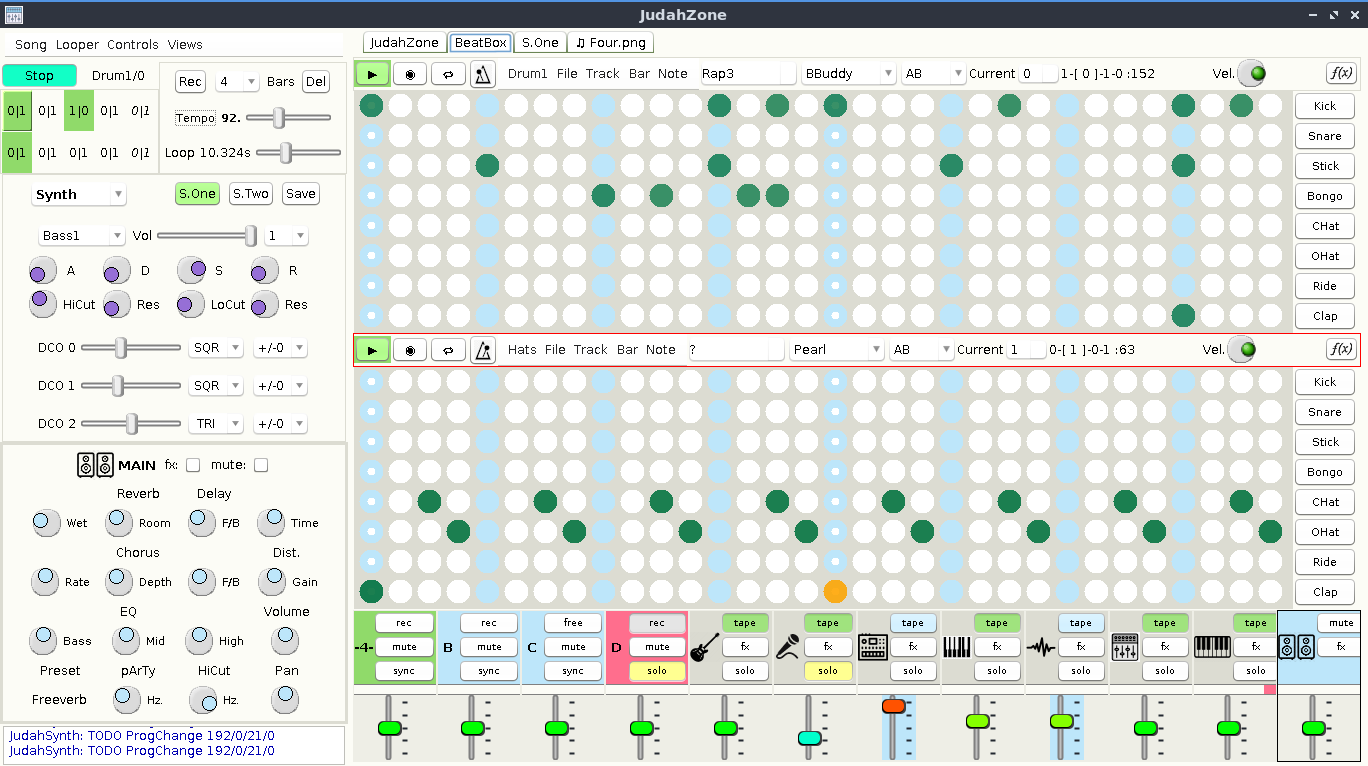 JudahZone
Song Looper Controls Views
JudahZone BeatBox S.One ♫ Four.png
Stop Drum1/0
Rec 4 Bars Del
0|1 0|1 1|0 0|1 0|1
Tempo 92.
0|1 0|1 0|1 0|1 0|1
Loop 10.324s
Synth S.One S.Two Save
Bass1 Vol 1
A D S R
HiCut Res LoCut Res
DCO 0 SQR +/-0
DCO 1 SQR +/-0
DCO 2 TRI +/-0
MAIN fx: mute:
Reverb Delay
Wet Room F/B Time
Chorus Dist.
Rate Depth F/B Gain
EQ Volume
Bass Mid High
Preset pArTy HiCut Pan
Freeverb Hz. Hz.
JudahSynth: TODO ProgChange 192/0/21/0
JudahSynth: TODO ProgChange 192/0/21/0
Drum1 File Track Bar Note Rap3 BBuddy AB Current 0 1-[ 0 ]-1-0 :152 Vel. f(x)
Kick
Snare
Stick
Bongo
CHat
OHat
Ride
Clap
Hats File Track Bar Note ? Pearl AB Current 1 0-[ 1 ]-0-1 :63 Vel. f(x)
Kick
Snare
Stick
Bongo
CHat
OHat
Ride
Clap
rec rec free rec tape tape tape tape tape tape tape mute
-4- mute B mute C mute D mute fx fx fx fx fx fx fx fx
sync sync sync solo solo solo solo solo solo solo solo